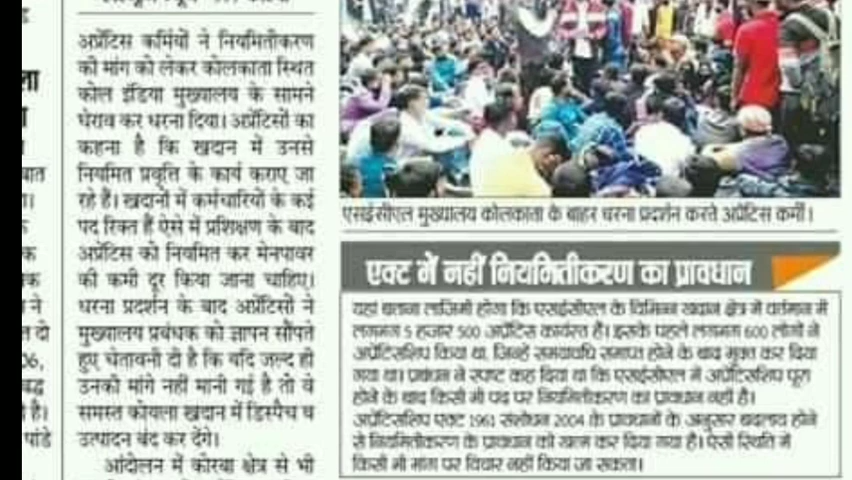 अप्रेंटिस कर्मियों ने नियमितीकरण
की मांग को लेकर कोलकाता स्थित
कोल इंडिया मुख्यालय के सामने
घेराव कर धरना दिया। अप्रेंटिसों का
कहना है कि खदान में उनसे
नियमित प्रवृत्ति के कार्य कराए जा
रहे हैं। खदानों में कर्मचारियों के कई
पद रिक्त हैं ऐसे में प्रशिक्षण के बाद
अप्रेंटिस को नियमित कर मेनपावर
की कमी दूर किया जाना चाहिए।
धरना प्रदर्शन के बाद अप्रेंटिसों ने
मुख्यालय प्रबंधक को ज्ञापन सौंपते
हुए चेतावनी दी है कि यदि जल्द ही
उनकी मांगे नहीं मानी गई है तो वे
समस्त कोयला खदान में डिस्पैच व
उत्पादन बंद कर देंगे।
आंदोलन में कोरबा क्षेत्र से भी
एसईसीएल मुख्यालय कोलकाता के बाहर धरना प्रदर्शन करते अप्रेंटिस कर्मी।
एक्ट में नहीं नियमितीकरण का प्रावधान
यहां बताना लाजिमी होगा कि एसईसीएल के विभिन्न खदान क्षेत्र में वर्तमान में
लगभग 5 हजार 500 अप्रेंटिस कार्यरत हैं। इसके पहले लगभग 600 लोगों ने
अप्रेंटिसशिप किया था, जिन्हें समयावधि समाप्त होने के बाद मुक्त कर दिया
गया था। प्रबंधन ने स्पष्ट कह दिया था कि एसईसीएल में अप्रेंटिसशिप पूरा
होने के बाद किसी भी पद पर नियमितीकरण का प्रावधान नहीं है।
अप्रेंटिसशिप एक्ट 1961 संशोधन 2004 के प्रावधानों के अनुसार बदलाव होने
से नियमितीकरण के प्रावधान को खत्म कर दिया गया है। ऐसी स्थिति में
किसी भी मांग पर विचार नहीं किया जा सकता।